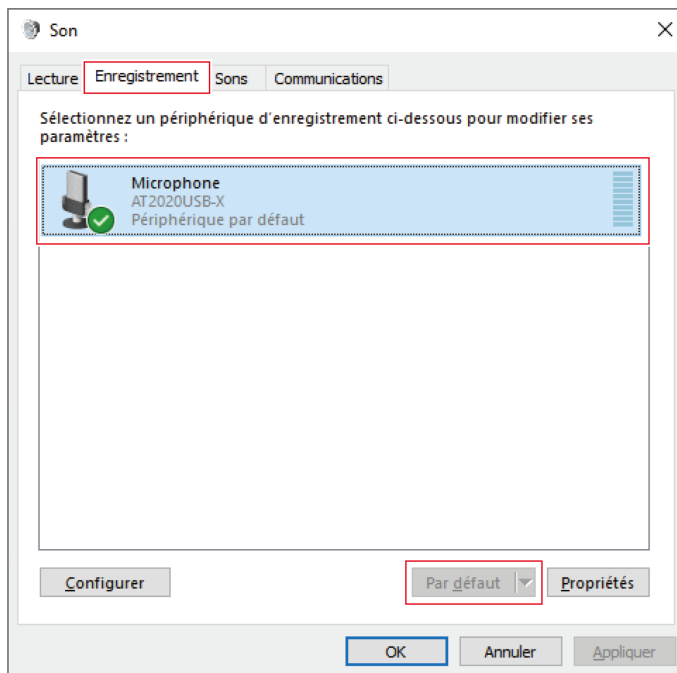 Son
Lecture Enregistrement Sons Communications
Sélectionnez un périphérique d'enregistrement ci-dessous pour modifier ses
paramètres :
Microphone
AT2020USB-X
Périphérique par défaut
Configurer Par défaut Propriétés
OK Annuler Appliquer